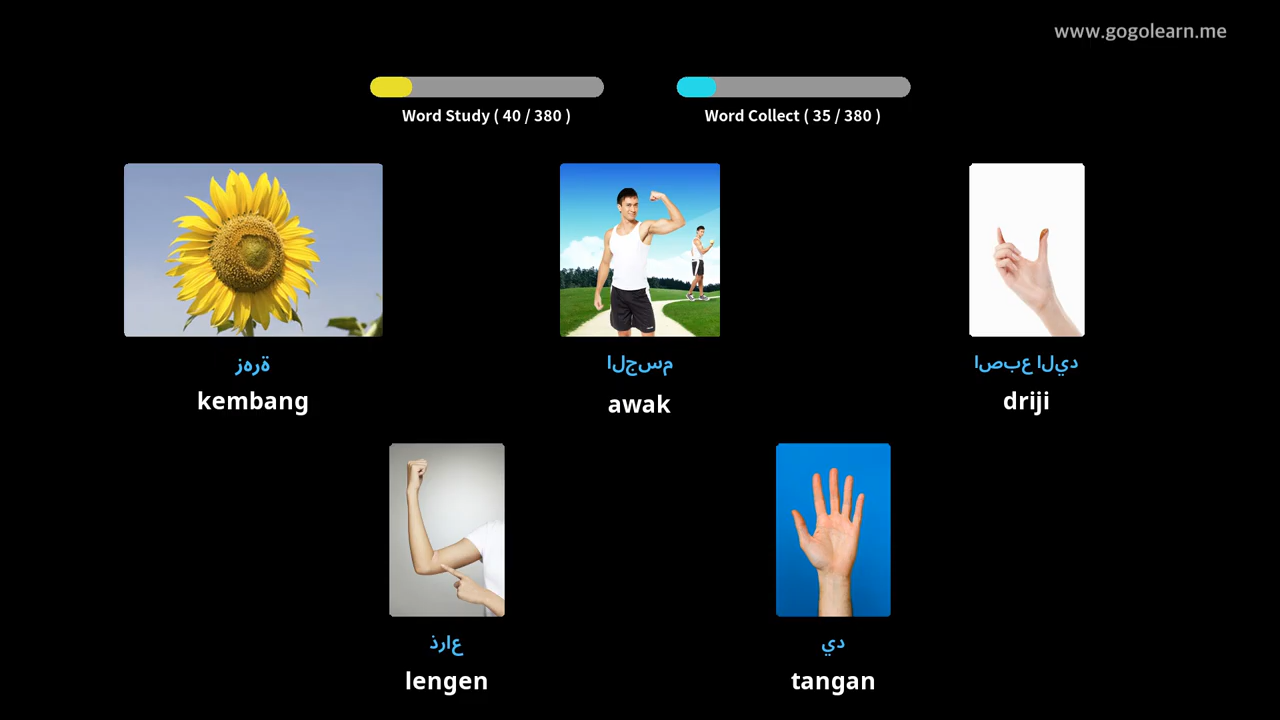 www.gogolearn.me
Word Study ( 40 / 380 )
Word Collect ( 35 / 380 )
زهرة
kembang
الجسم
awak
اصبع اليد
driji
ذراع
lengen
يد
tangan